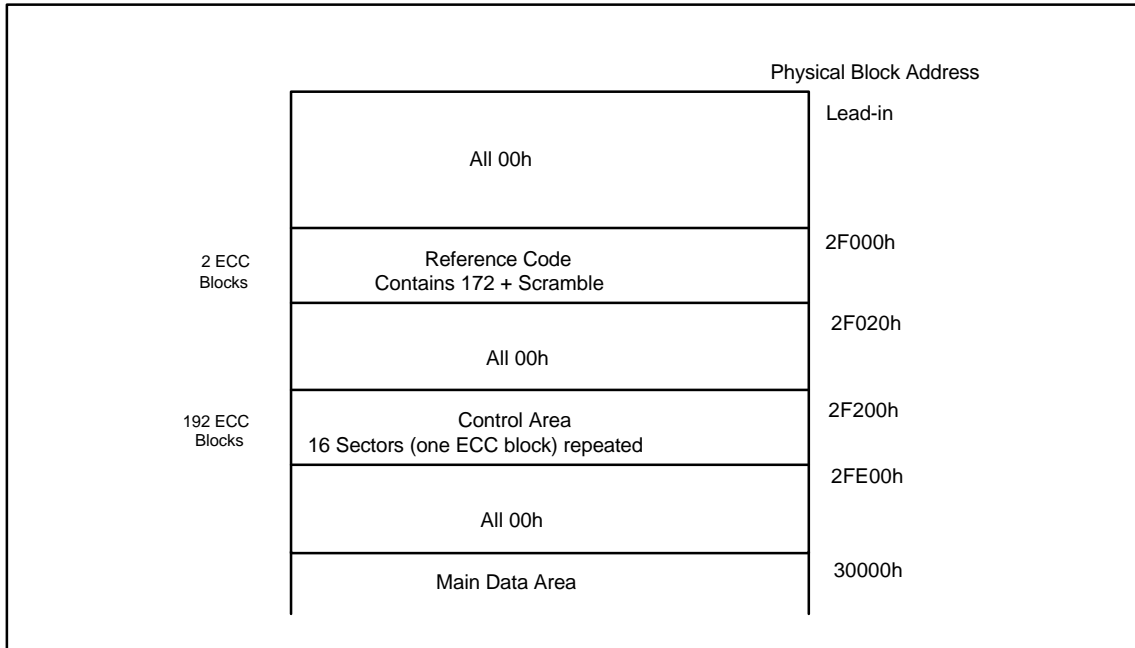 Physical Block Address
Lead-in
All 00h
2F000h
2 ECC
Blocks
Reference Code
Contains 172 + Scramble
2F020h
All 00h
2F200h
192 ECC
Blocks
Control Area
16 Sectors (one ECC block) repeated
2FE00h
All 00h
30000h
Main Data Area